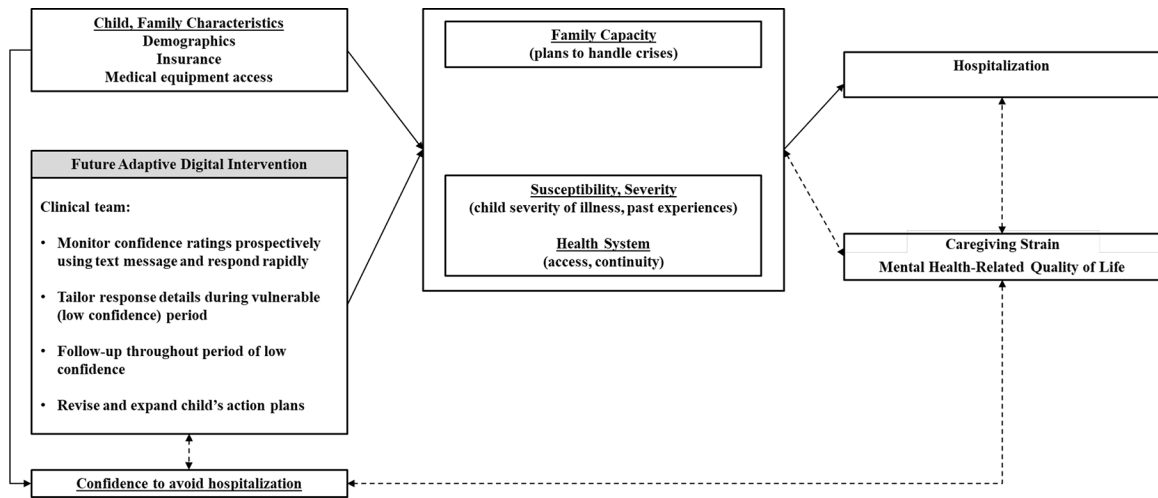 Child, Family Characteristics
Demographics
Insurance
Medical equipment access
Future Adaptive Digital Intervention
Clinical team:
• Monitor confidence ratings prospectively
using text message and respond rapidly
• Tailor response details during vulnerable
(low confidence) period
• Follow-up throughout period of low
confidence
• Revise and expand child's action plans
Confidence to avoid hospitalization
Family Capacity
(plans to handle crises)
Susceptibility, Severity
(child severity of illness, past experiences)
Health System
(access, continuity)
Hospitalization
Caregiving Strain
Mental Health-Related Quality of Life